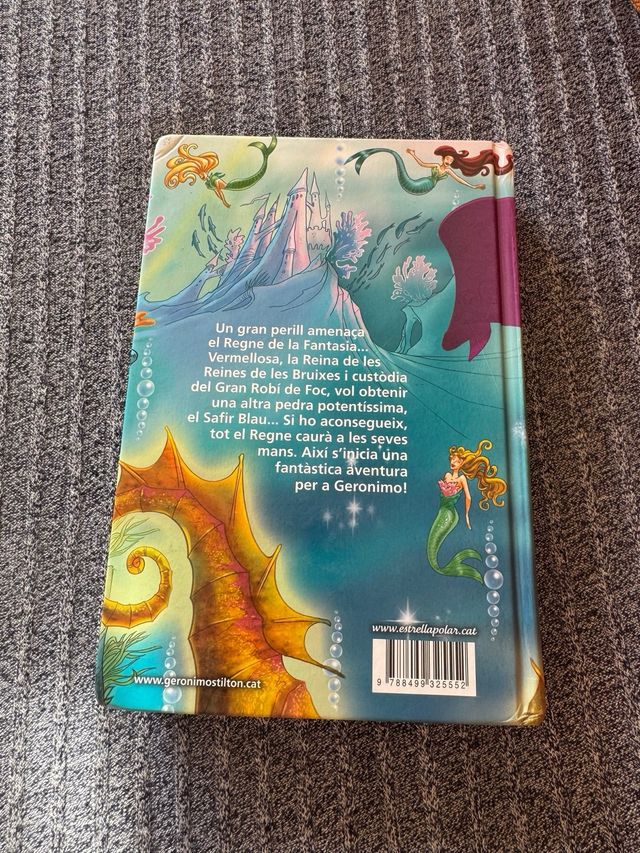 Un gran perill amenaça
el Regne de la Fantasia...
Vermellosa, la Reina de les
Reines de les Bruixes i custòdia
del Gran Robí de Foc, vol obtenir
una altra pedra potentíssima,
el Safir Blau... Si ho aconsegueix,
tot el Regne caurà a les seves
mans. Així s'inicia una
fantàstica aventura
per a Geronimo!
www.estrellapolar.cat
www.geronimostilton.cat
9 788499 325552